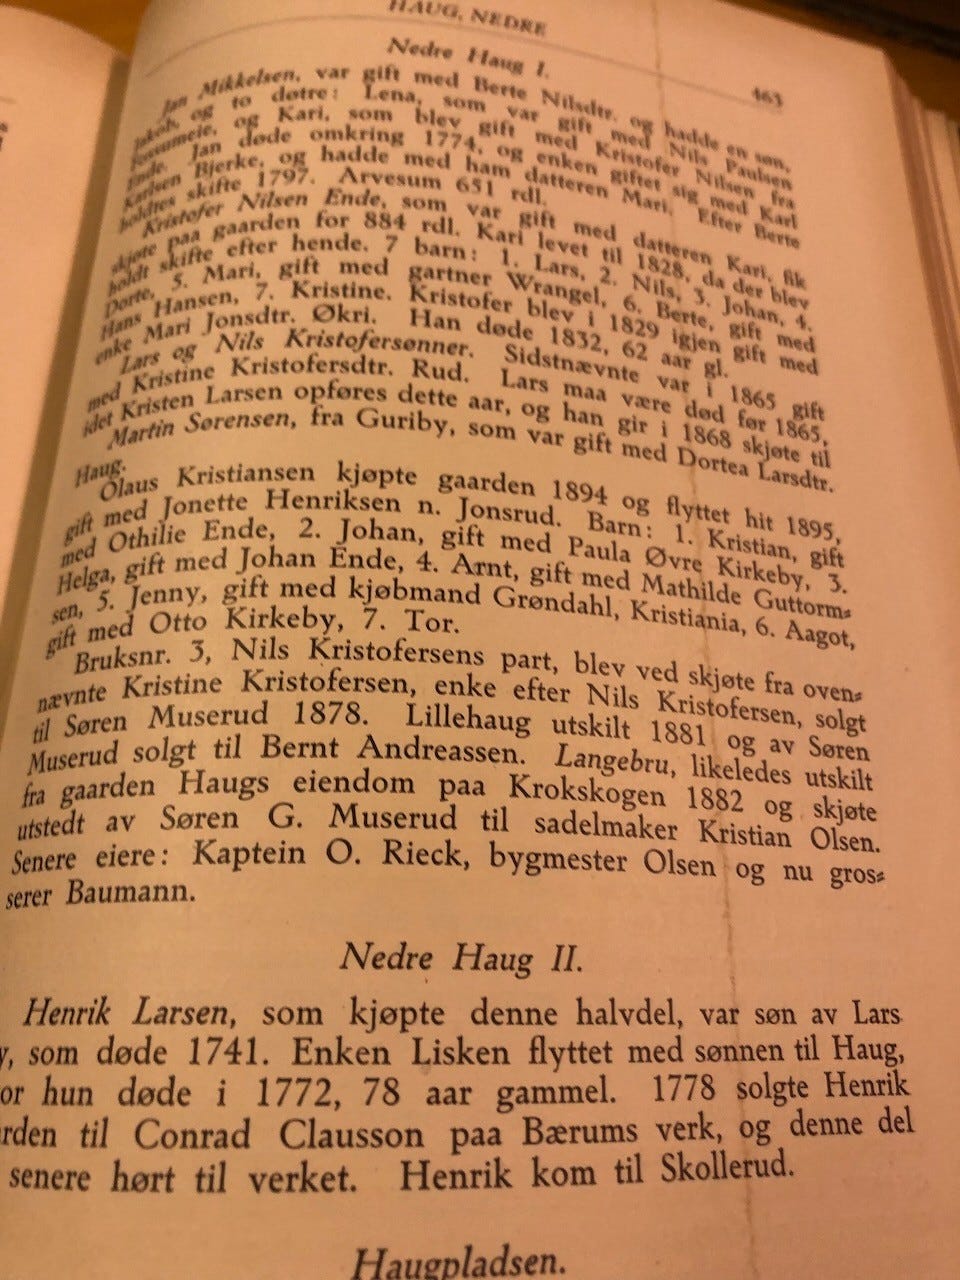 HAUG, NEDRE
463
Nedre Haug I.
Jan Mikkelsen, var gift med Berte Nilsdtr. og hadde en søn,
Jakob, og to døtre: Lena, som var gift med Nils Paulsen
Fossumeie, og Kari, som blev gift med Kristofer Nilsen fra
Ende. Jan døde omkring 1774, og enken giftet sig med Karl
Karlsen Bjerke, og hadde med ham datteren Mari. Efter Berte
holdtes skifte 1797. Arvesum 651 rdl.
Kristofer Nilsen Ende, som var gift med datteren Kari, fik
skjøte paa gaarden for 884 rdl. Kari levet til 1828, da der blev
holdt skifte efter hende. 7 barn: 1. Lars, 2. Nils, 3. Johan, 4.
Dorte, 5. Mari, gift med gartner Wrangel, 6. Berte, gift med
Hans Hansen, 7. Kristine. Kristofer blev i 1829 igjen gift med
enke Mari Jonsdtr. Økri. Han døde 1832, 62 aar gl.
Lars og Nils Kristofersønner. Sidstnævnte var i 1865 gift
med Kristine Kristofersdtr. Rud. Lars maa være død før 1865,
idet Kristen Larsen opføres dette aar, og han gir i 1868 skjøte til
Martin Sørensen, fra Guriby, som var gift med Dortea Larsdtr.
Haug.
Olaus Kristiansen kjøpte gaarden 1894 og flyttet hit 1895,
gift med Jonette Henriksen n. Jonsrud. Barn: 1. Kristian, gift
med Othilie Ende, 2. Johan, gift med Paula Øvre Kirkeby, 3.
Helga, gift med Johan Ende, 4. Arnt, gift med Mathilde Guttorm-
sen, 5. Jenny, gift med kjøbmand Grøndahl, Kristiania, 6. Aagot,
gift med Otto Kirkeby, 7. Tor.
Bruksnr. 3, Nils Kristofersens part, blev ved skjøte fra oven-
nævnte Kristine Kristofersen, enke efter Nils Kristofersen, solgt
til Søren Muserud 1878. Lillehaug utskilt 1881 og av Søren
Muserud solgt til Bernt Andreassen. Langebru, likeledes utskilt
fra gaarden Haugs eiendom paa Krokskogen 1882 og skjøte
utstedt av Søren G. Muserud til sadelmaker Kristian Olsen.
Senere eiere: Kaptein O. Rieck, bygmester Olsen og nu gros-
serer Baumann.
Nedre Haug II.
Henrik Larsen, som kjøpte denne halvdel, var søn av Lars
y, som døde 1741. Enken Lisken flyttet med sønnen til Haug,
or hun døde i 1772, 78 aar gammel. 1778 solgte Henrik
rden til Conrad Clausson paa Bærums verk, og denne del
senere hørt til verket. Henrik kom til Skollerud.
Haugpladsen.